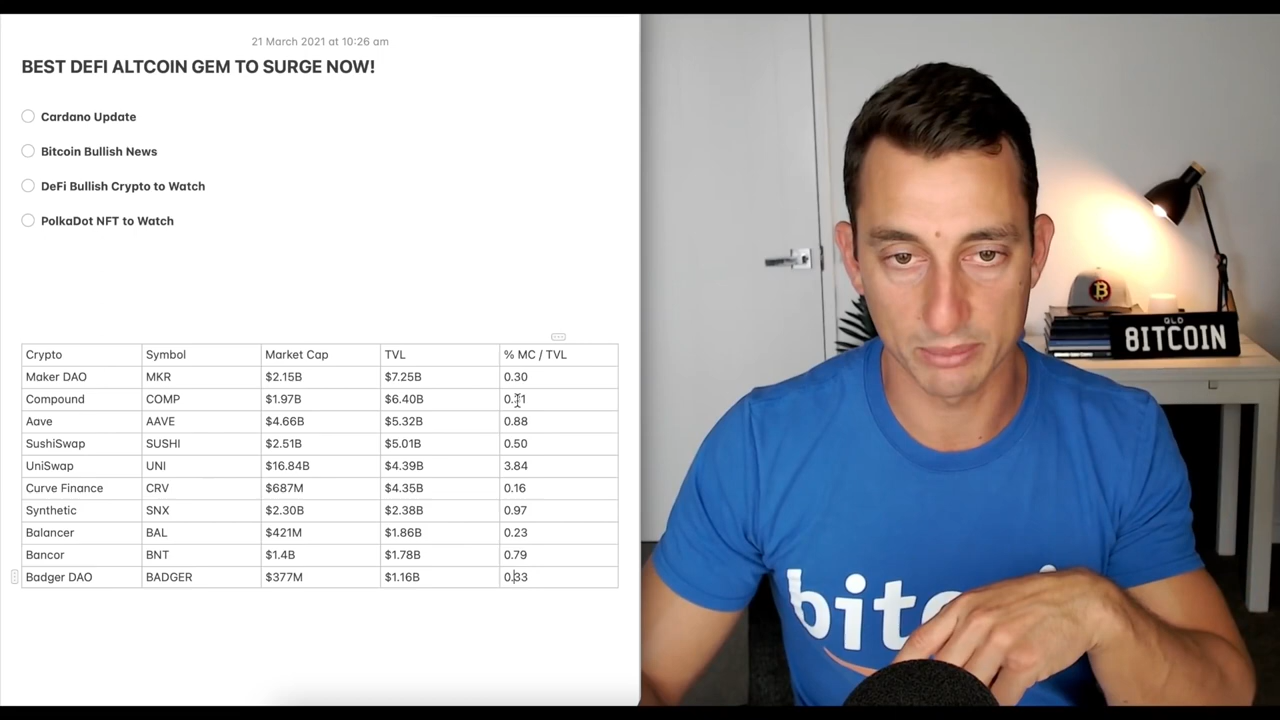 21 March 2021 at 10:26 am
BEST DEFI ALTCOIN GEM TO SURGE NOW!
Cardano Update
Bitcoin Bullish News
DeFi Bullish Crypto to Watch
PolkaDot NFT to Watch
Crypto Symbol Market Cap TVL % MC / TVL
Maker DAO MKR $2.15B $7.25B 0.30
Compound COMP $1.97B $6.40B
Aave AAVE $4.66B $5.32B 0.88
SushiSwap SUSHI $2.51B $5.01B 0.50
UniSwap UNI $16.84B $4.39B 3.84
Curve Finance CRV $687M $4.35B 0.16
Synthetic SNX $2.30B $2.38B 0.97
Balancer BAL $421M $1.86B 0.23
Bancor BNT $1.4B $1.78B 0.79
Badger DAO BADGER $377M $1.16B 0.33
QLD
8ITCOIN